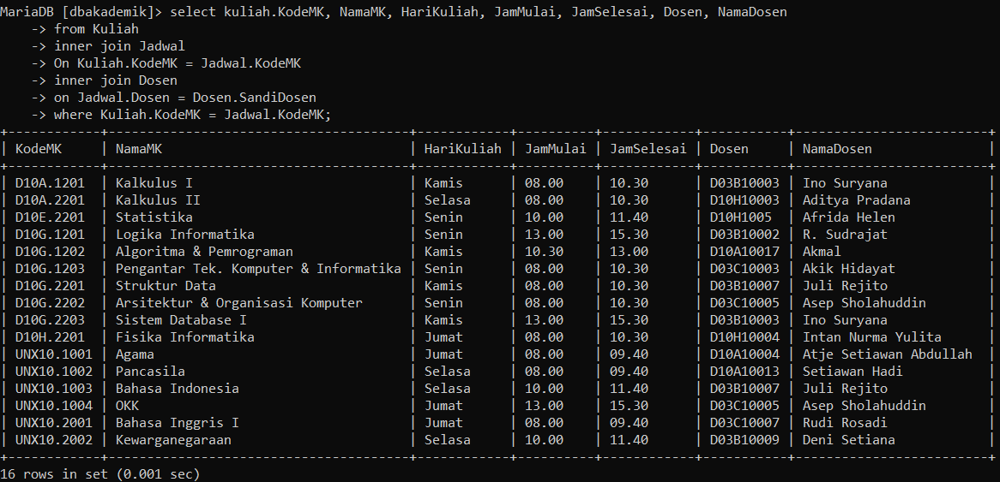 MariaDB [dbakademik]> select kuliah.KodeMK, NamaMK, HariKuliah, JamMulai, JamSelesai, Dosen, NamaDosen
    -> from Kuliah
    -> inner join Jadwal
    -> On Kuliah.KodeMK = Jadwal.KodeMK
    -> inner join Dosen
    -> on Jadwal.Dosen = Dosen.SandiDosen
    -> where Kuliah.KodeMK = Jadwal.KodeMK;
+------------+---------------------------------------+------------+----------+------------+-----------+-------------------------+
| KodeMK     | NamaMK                                | HariKuliah | JamMulai | JamSelesai | Dosen     | NamaDosen               |
+------------+---------------------------------------+------------+----------+------------+-----------+-------------------------+
| D10A.1201  | Kalkulus I                            | Kamis      | 08.00    | 10.30      | D03B10003 | Ino Suryana             |
| D10A.2201  | Kalkulus II                           | Selasa     | 08.00    | 10.30      | D10H10003 | Aditya Pradana          |
| D10E.2201  | Statistika                            | Senin      | 10.00    | 11.40      | D10H1005  | Afrida Helen            |
| D10G.1201  | Logika Informatika                    | Senin      | 13.00    | 15.30      | D03B10002 | R. Sudrajat             |
| D10G.1202  | Algoritma & Pemrograman               | Kamis      | 10.30    | 13.00      | D10A10017 | Akmal                   |
| D10G.1203  | Pengantar Tek. Komputer & Informatika | Senin      | 08.00    | 10.30      | D03C10003 | Akik Hidayat            |
| D10G.2201  | Struktur Data                         | Kamis      | 08.00    | 10.30      | D03B10007 | Juli Rejito             |
| D10G.2202  | Arsitektur & Organisasi Komputer      | Senin      | 08.00    | 10.30      | D03C10005 | Asep Sholahuddin        |
| D10G.2203  | Sistem Database I                     | Kamis      | 13.00    | 15.30      | D03B10003 | Ino Suryana             |
| D10H.2201  | Fisika Informatika                    | Jumat      | 08.00    | 10.30      | D10H10004 | Intan Nurma Yulita      |
| UNX10.1001 | Agama                                 | Jumat      | 08.00    | 09.40      | D10A10004 | Atje Setiawan Abdullah  |
| UNX10.1002 | Pancasila                             | Selasa     | 08.00    | 09.40      | D10A10013 | Setiawan Hadi           |
| UNX10.1003 | Bahasa Indonesia                      | Selasa     | 10.00    | 11.40      | D03B10007 | Juli Rejito             |
| UNX10.1004 | OKK                                   | Jumat      | 13.00    | 15.30      | D03C10005 | Asep Sholahuddin        |
| UNX10.2001 | Bahasa Inggris I                      | Jumat      | 08.00    | 09.40      | D03C10007 | Rudi Rosadi             |
| UNX10.2002 | Kewarganegaraan                       | Selasa     | 10.00    | 11.40      | D03B10009 | Deni Setiana            |
+------------+---------------------------------------+------------+----------+------------+-----------+-------------------------+
16 rows in set (0.001 sec)